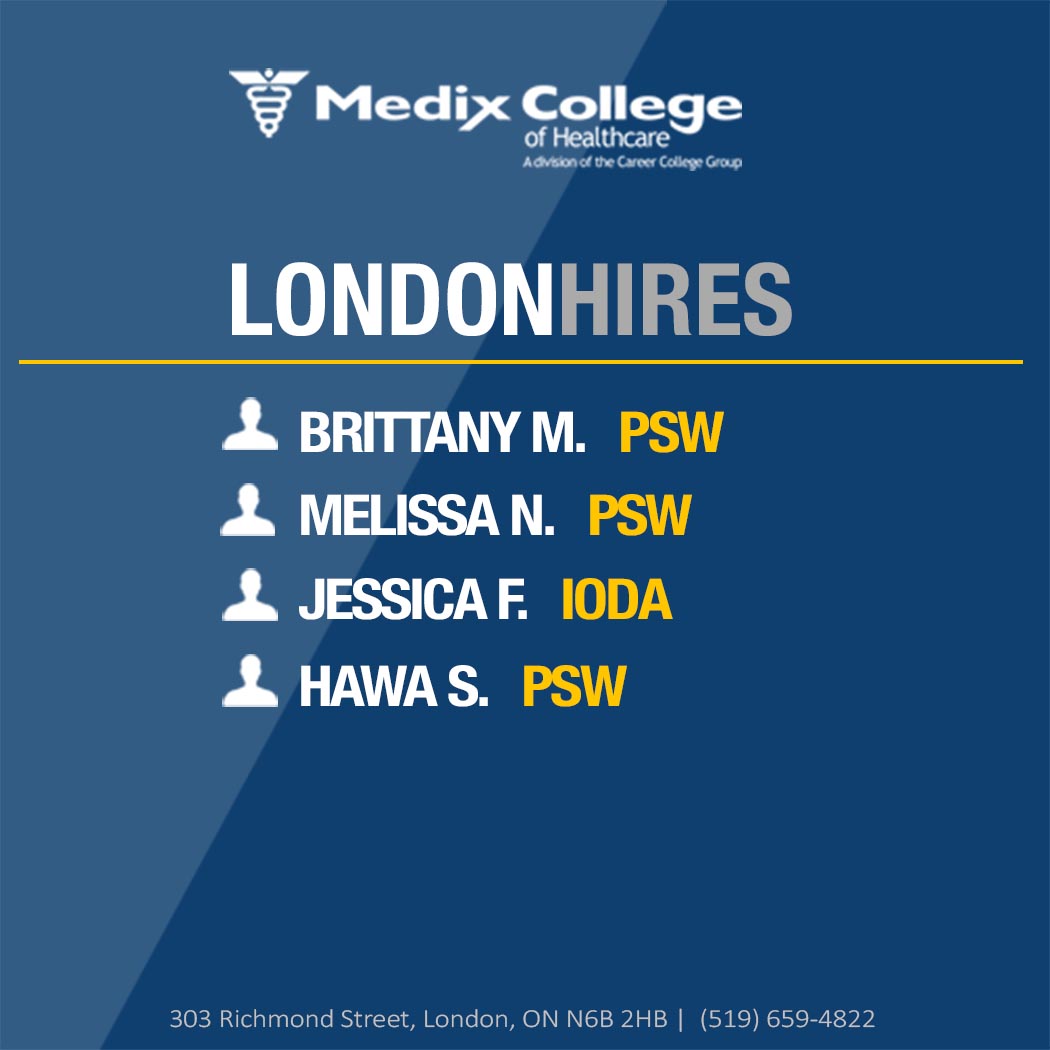 Medix College
of Healthcare
A division of the Career College Group
LONDONHIRES
BRITTANY M. PSW
MELISSA N. PSW
JESSICA F. IODA
HAWA S. PSW
303 Richmond Street, London, ON N6B 2HB | (519) 659-4822